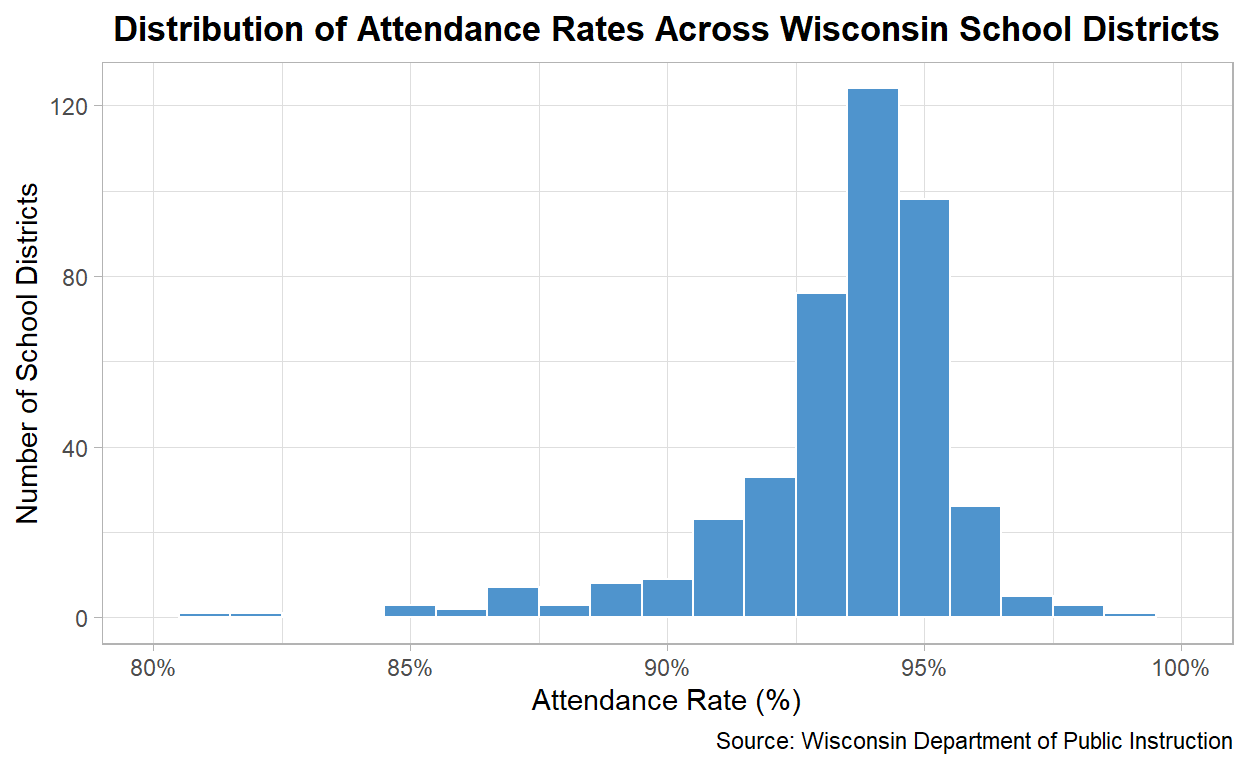 Distribution of Attendance Rates Across Wisconsin School Districts
Number of School Districts
120
80
40
0
80%
85%
90%
95%
100%
Attendance Rate (%)
Source: Wisconsin Department of Public Instruction